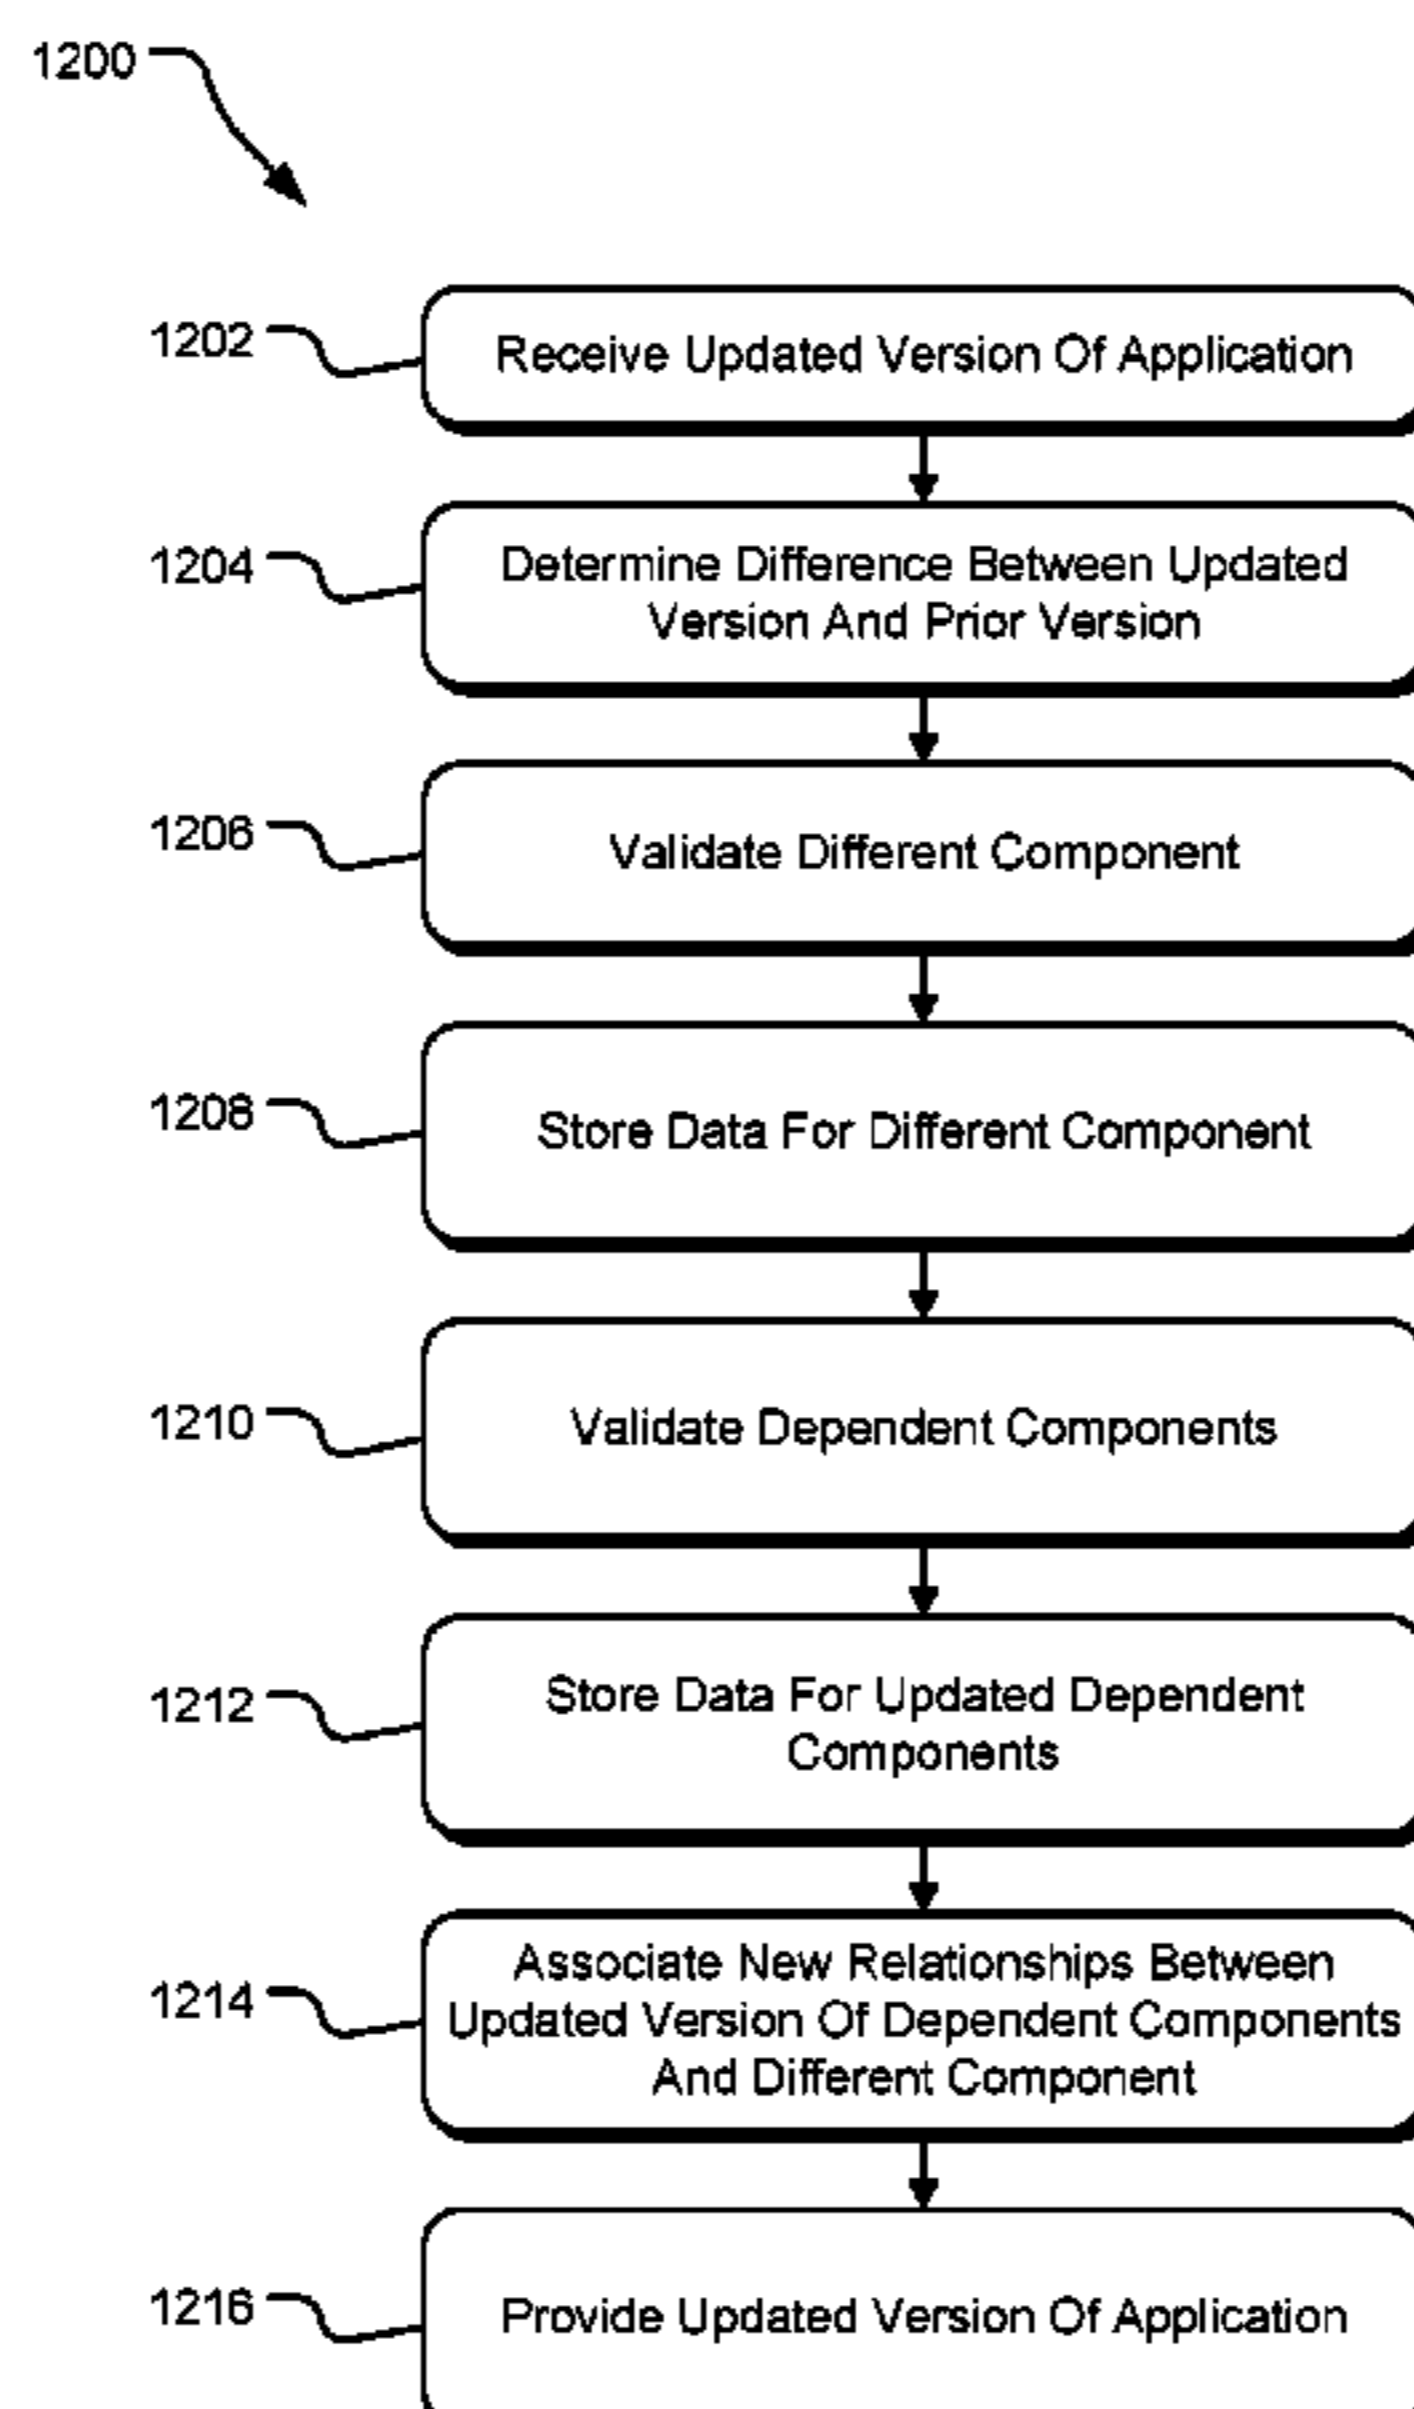 1200
1202
Receive Updated Version Of Application
1204
Determine Difference Between Updated
Version And Prior Version
1206
Validate Different Component
1208
Store Data For Different Component
1210
Validate Dependent Components
1212
Store Data For Updated Dependent
Components
1214
Associate New Relationships Between
Updated Version Of Dependent Components
And Different Component
1216
Provide Updated Version Of Application